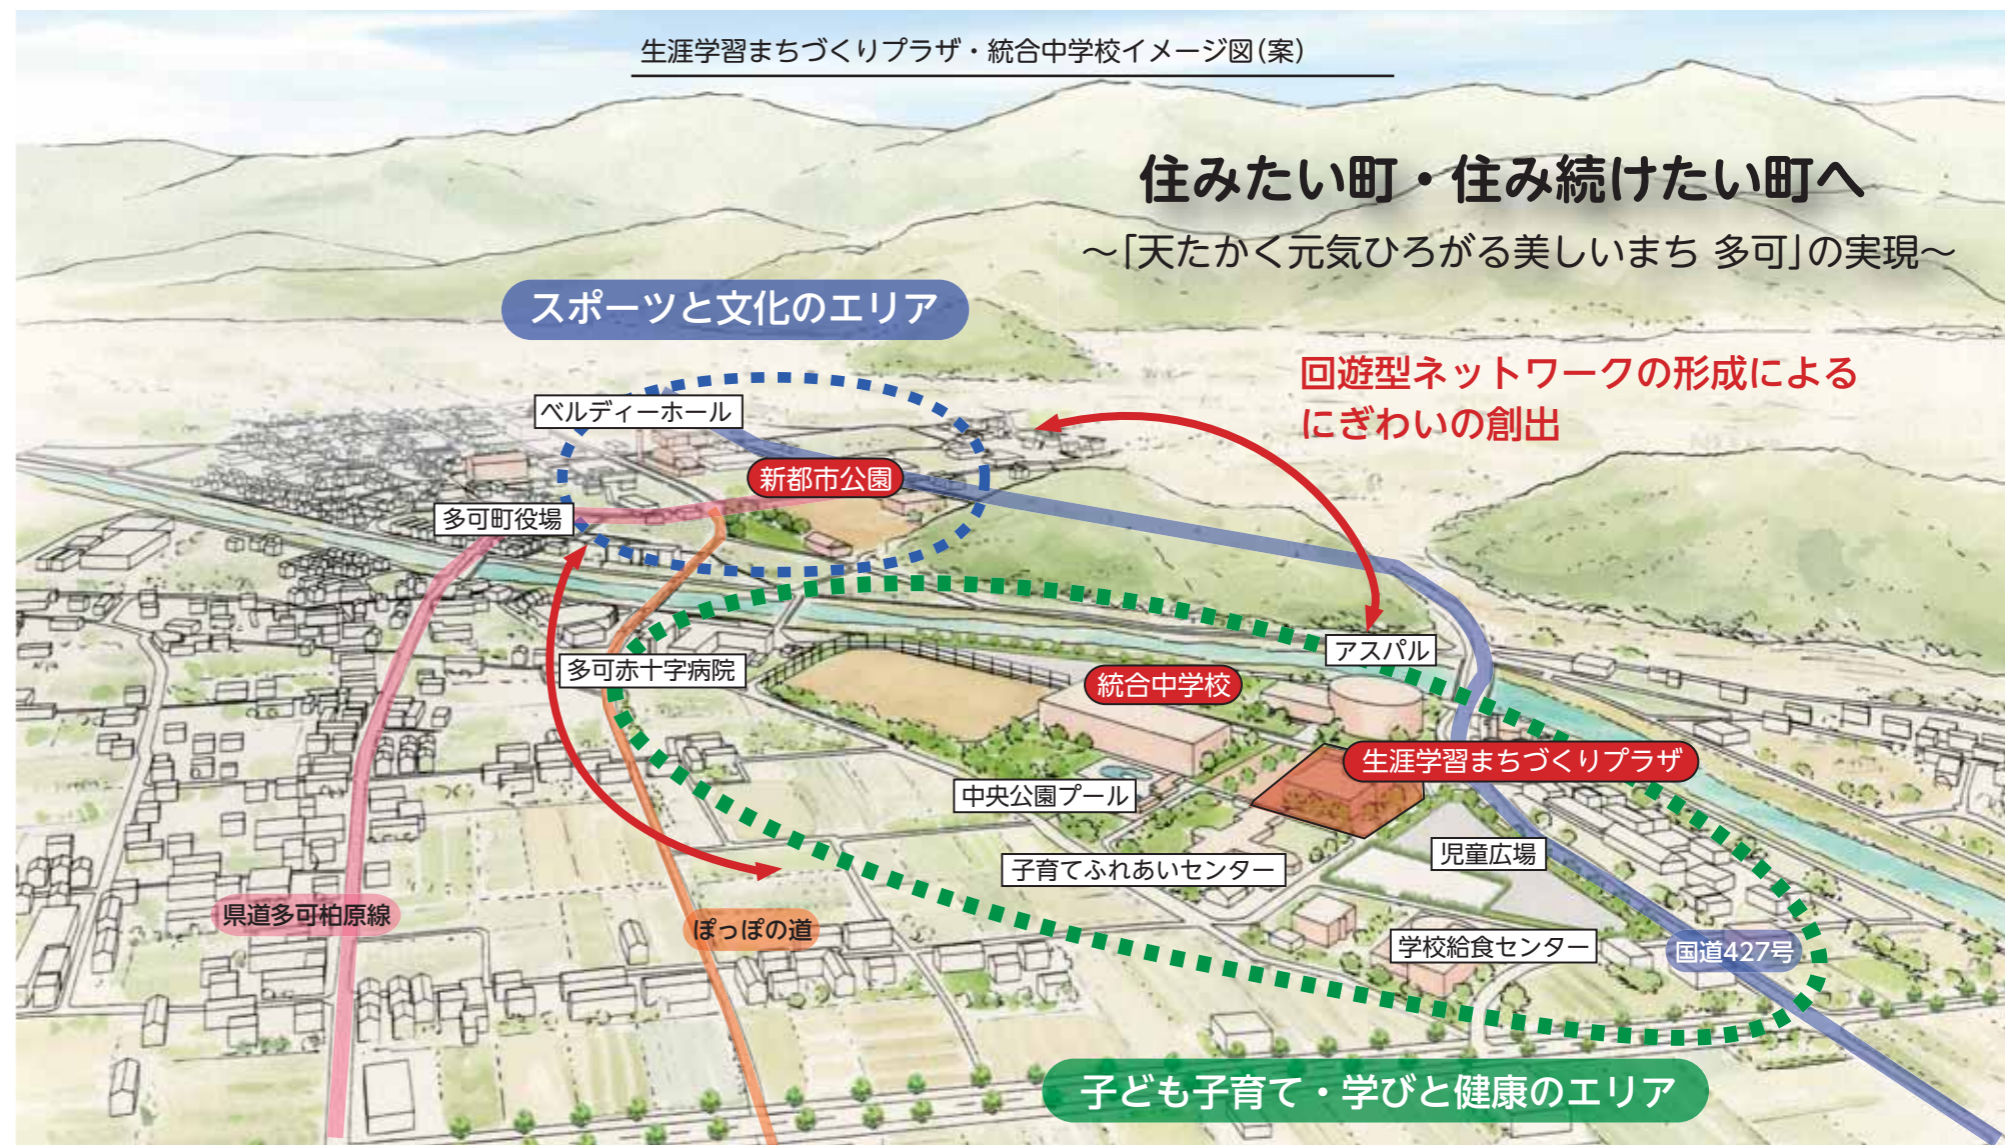 生涯学習まちづくりプラザ・統合中学校イメージ図(案)
住みたい町・住み続けたい町へ
〜「天たかく元気ひろがる美しいまち 多可」の実現〜
スポーツと文化のエリア
回遊型ネットワークの形成による
にぎわいの創出
ベルディーホール
新都市公園
多可町役場
アスパル
多可赤十字病院
統合中学校
生涯学習まちづくりプラザ
中央公園プール
児童広場
子育てふれあいセンター
県道多可柏原線
ぽっぽの道
学校給食センター
国道427号
子ども子育て・学びと健康のエリア